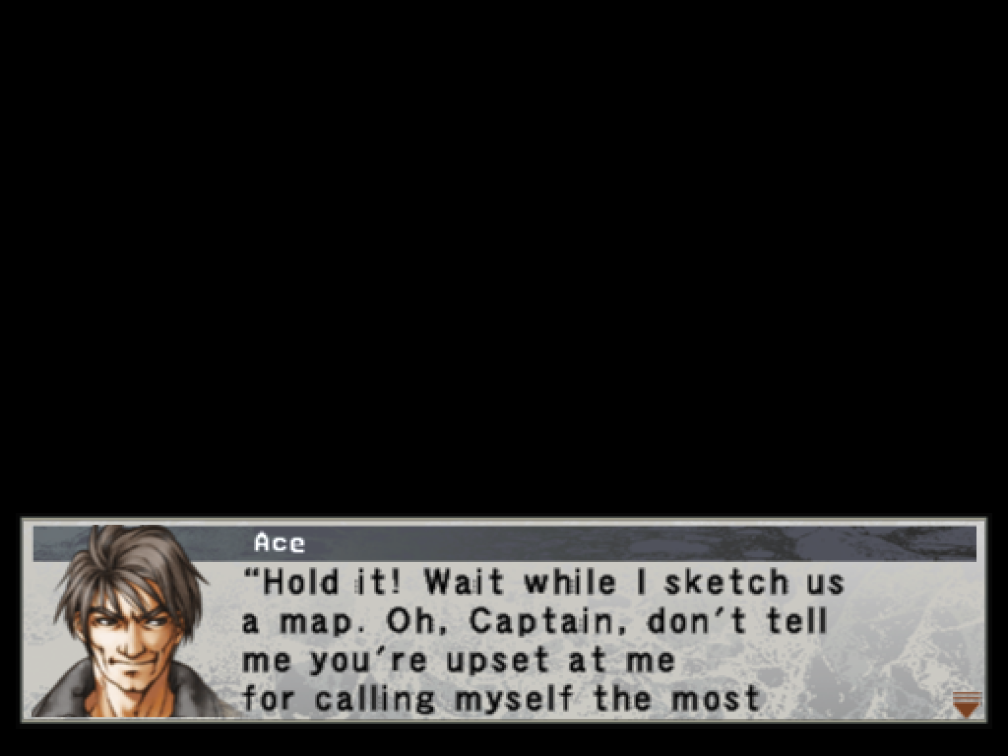 Ace
“Hold it! Wait while I sketch us
a map. Oh, Captain, don't tell
me you're upset at me
for calling myself the most